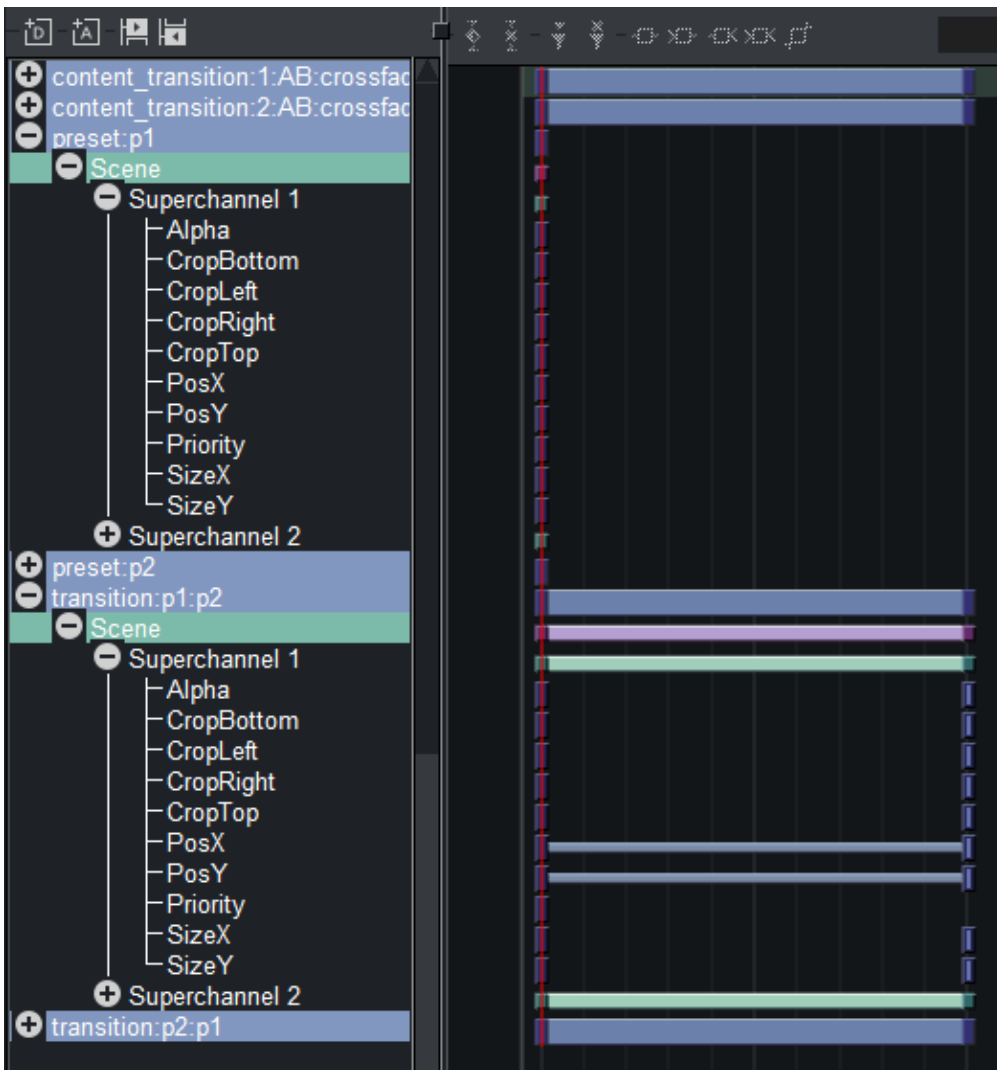 D A
content_transition:1:AB:crossfac
content_transition:2:AB:crossfac
preset:p1
Scene
Superchannel 1
Alpha
CropBottom
CropLeft
CropRight
CropTop
PosX
PosY
Priority
SizeX
SizeY
Superchannel 2
preset:p2
transition:p1:p2
Scene
Superchannel 1
Alpha
CropBottom
CropLeft
CropRight
CropTop
PosX
PosY
Priority
SizeX
SizeY
Superchannel 2
transition:p2:p1